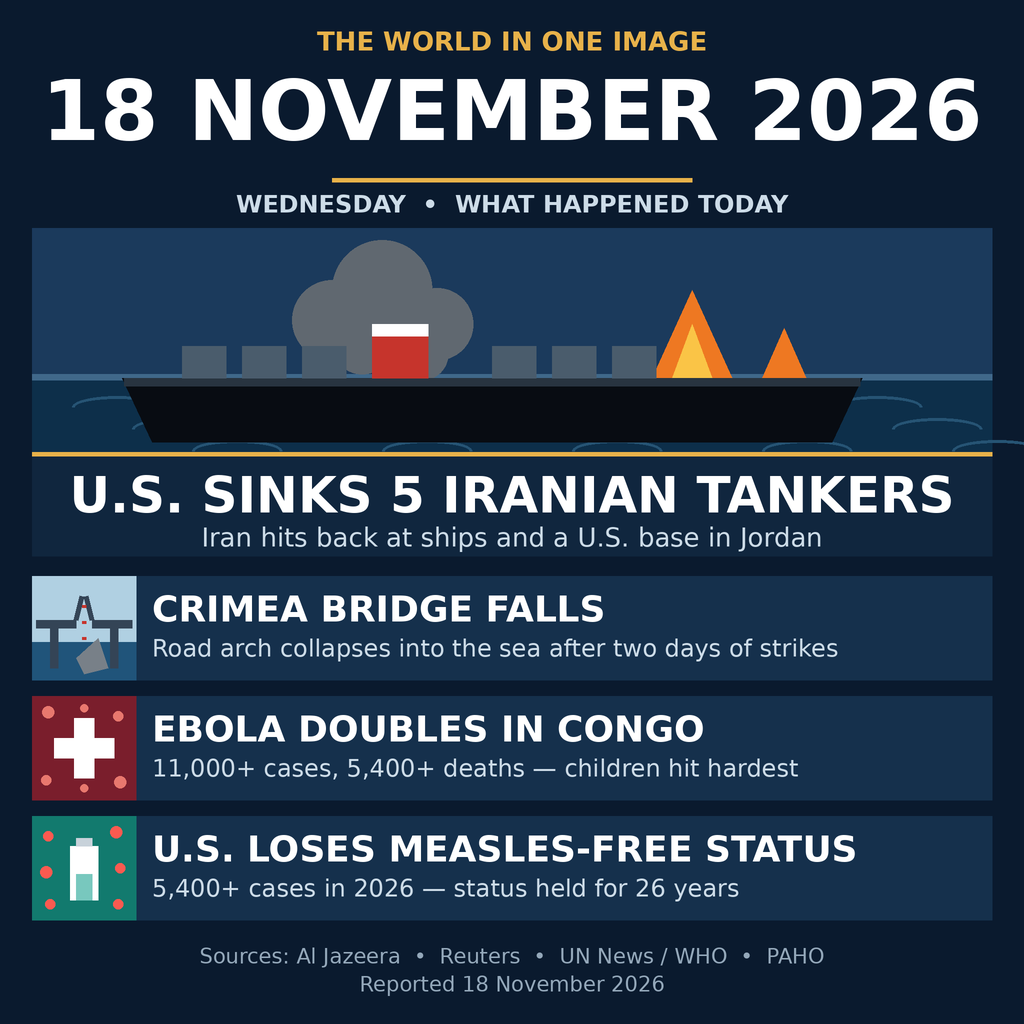 THE WORLD IN ONE IMAGE
18 NOVEMBER 2026
WEDNESDAY • WHAT HAPPENED TODAY
U.S. SINKS 5 IRANIAN TANKERS
Iran hits back at ships and a U.S. base in Jordan
CRIMEA BRIDGE FALLS
Road arch collapses into the sea after two days of strikes
EBOLA DOUBLES IN CONGO
11,000+ cases, 5,400+ deaths — children hit hardest
U.S. LOSES MEASLES-FREE STATUS
5,400+ cases in 2026 — status held for 26 years
Sources: Al Jazeera • Reuters • UN News / WHO • PAHO
Reported 18 November 2026